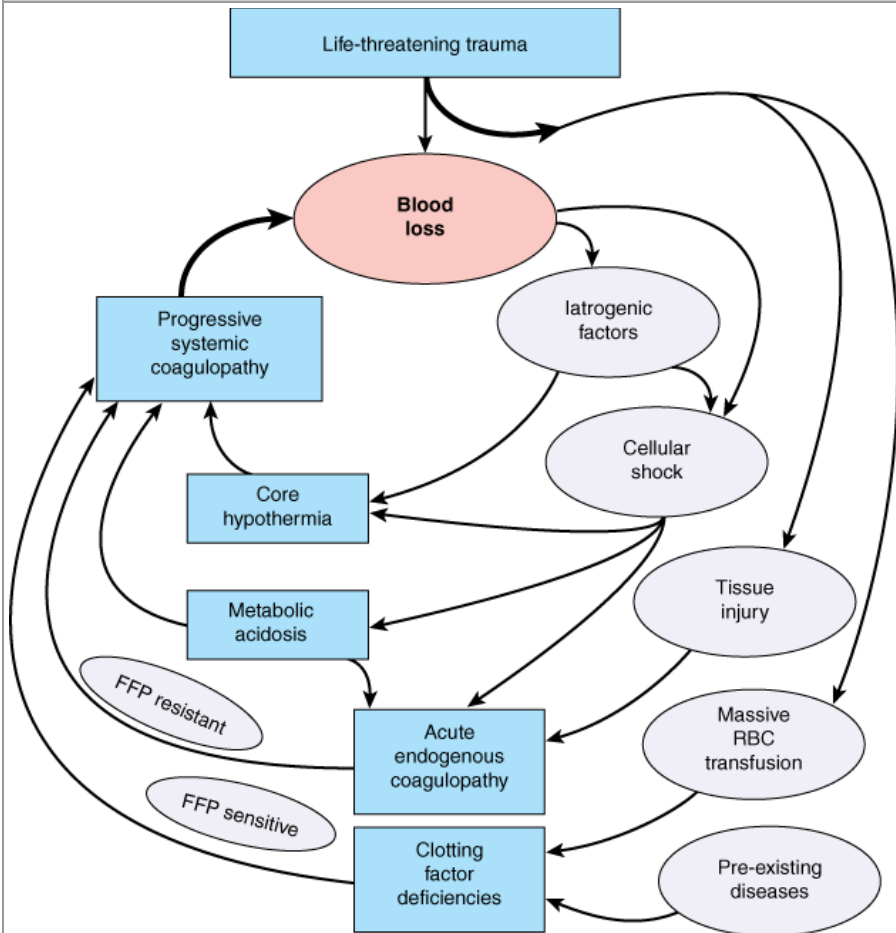 Life-threatening trauma
Blood
loss
Iatrogenic
factors
Progressive
systemic
coagulopathy
Cellular
shock
Core
hypothermia
Tissue
injury
Metabolic
acidosis
FFP resistant
Massive
RBC
transfusion
Acute
endogenous
coagulopathy
FFP sensitive
Clotting
factor
deficiencies
Pre-existing
diseases